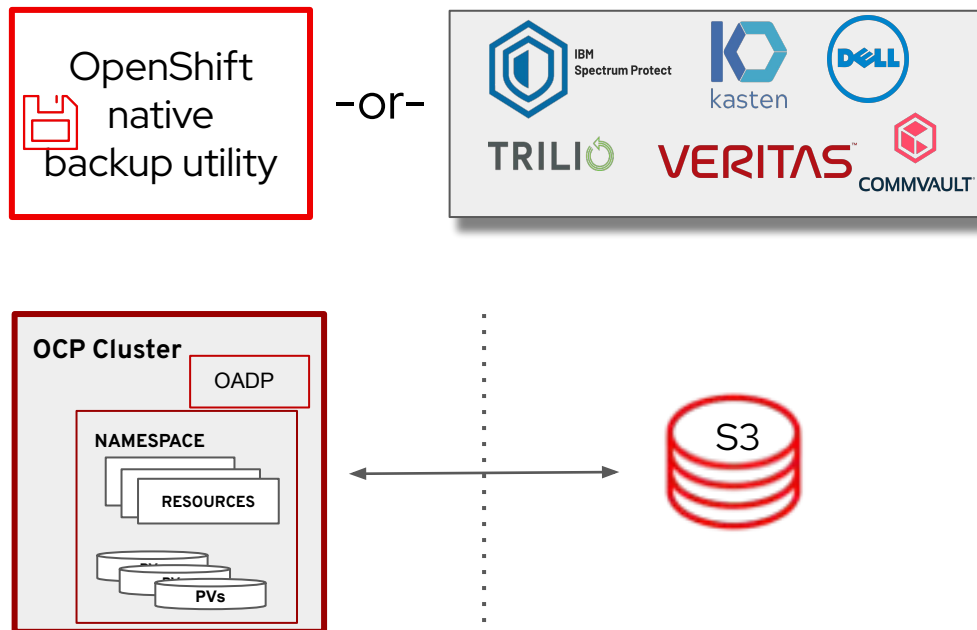 OpenShift
native
backup utility
-or-
IBM
Spectrum Protect
kasten
DELL
TRILIO
VERITAS™
COMMVAULT
OCP Cluster
OADP
NAMESPACE
RESOURCES
PVs
S3